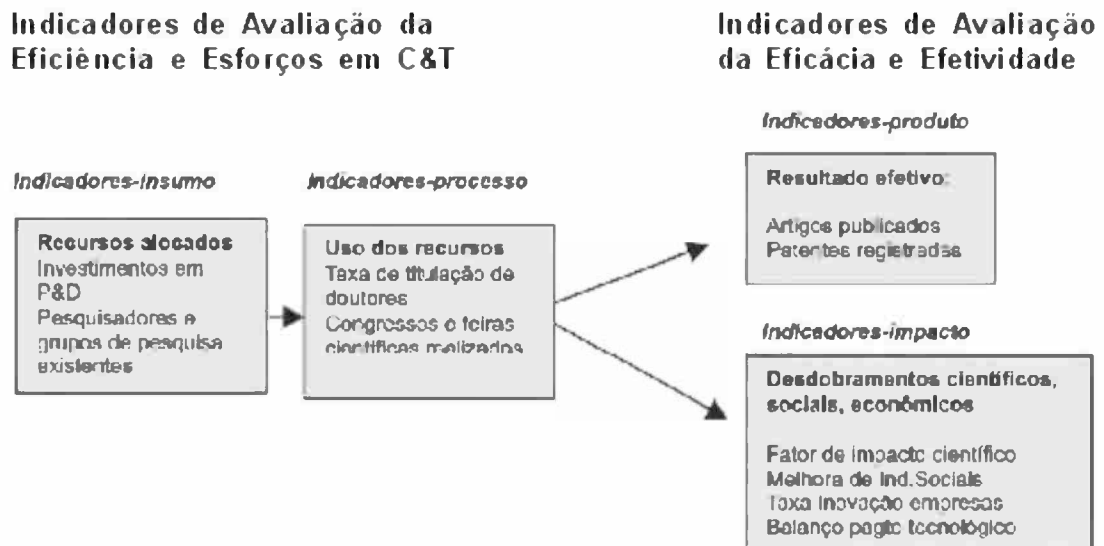 Indicadores de Avaliação da
Eficiência e Esforços em C&T
Indicadores de Avaliação
da Eficácia e Efetividade
Indicadores-insumo
Recursos alocados
Investimentos em
P&D
Pesquisadores e
grupos de pesquisa
existentes
Indicadores-processo
Uso dos recursos
Taxa de titulação de
doutores
Congressos e feiras
científicas realizados
Indicadores-produto
Resultado efetivo:
Artigos publicados
Patentes registradas
Indicadores-impacto
Desdobramentos científicos,
sociais, econômicos
Fator de impacto científico
Melhora de Ind.Sociais
Taxa Inovação empresas
Balanço pagto tecnológico